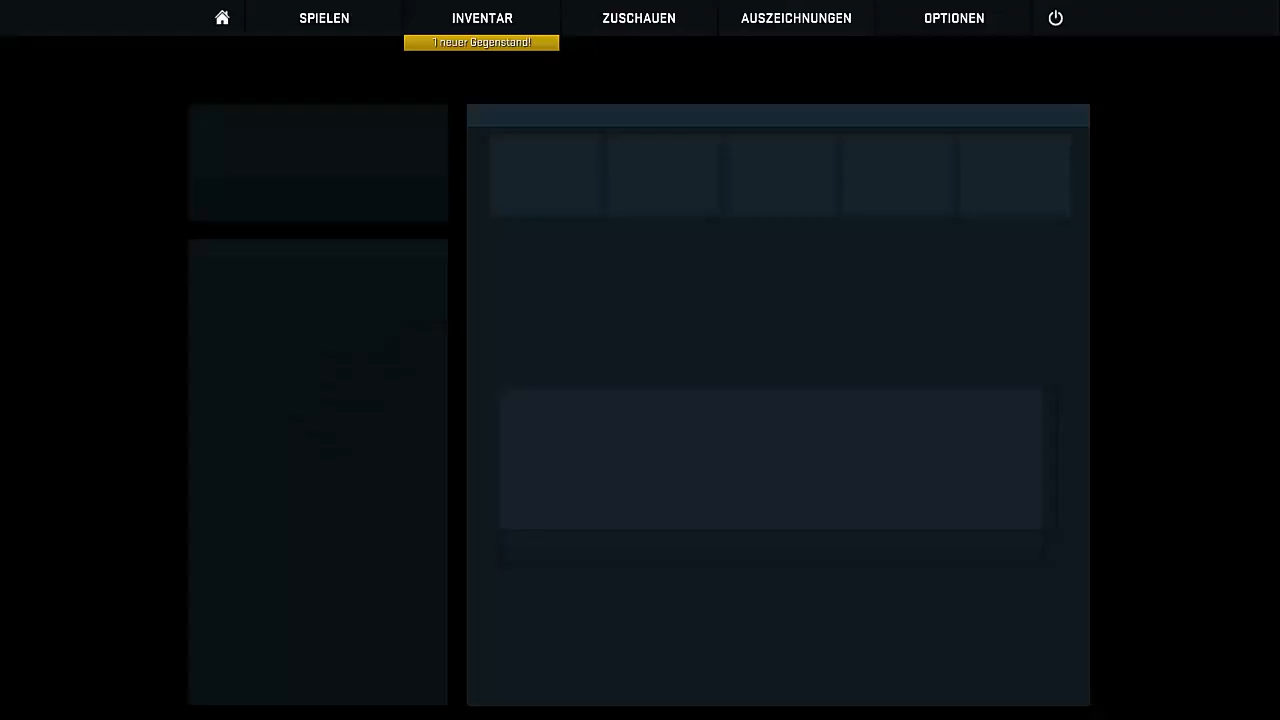 SPIELEN
INVENTAR
ZUSCHAUEN
AUSZEICHNUNGEN
OPTIONEN
1 neuer Gegenstand!